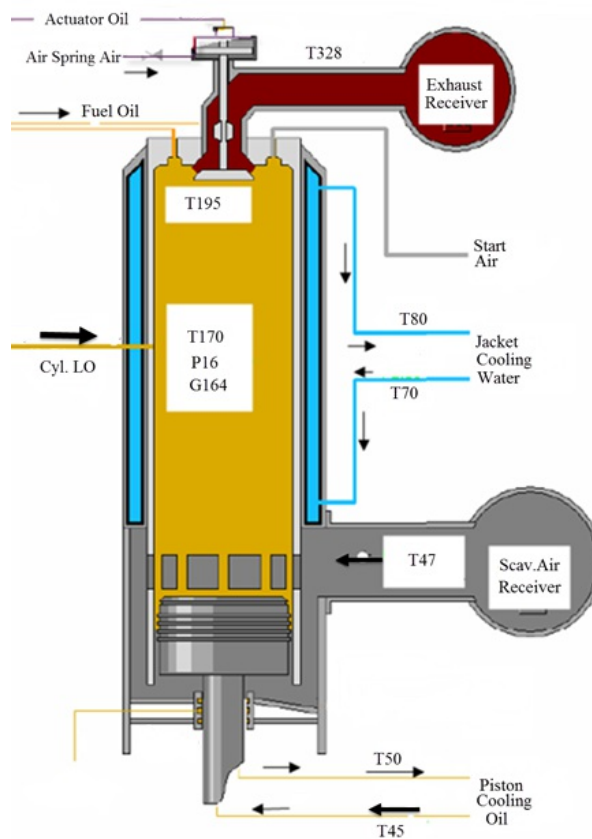 Actuator Oil
Air Spring Air
T328
Exhaust
Receiver
Fuel Oil
T195
Start
Air
T170
P16
G164
Cyl. LO
T80
Jacket
Cooling
Water
T70
T47
Scav.Air
Receiver
T50
Piston
Cooling
Oil
T45